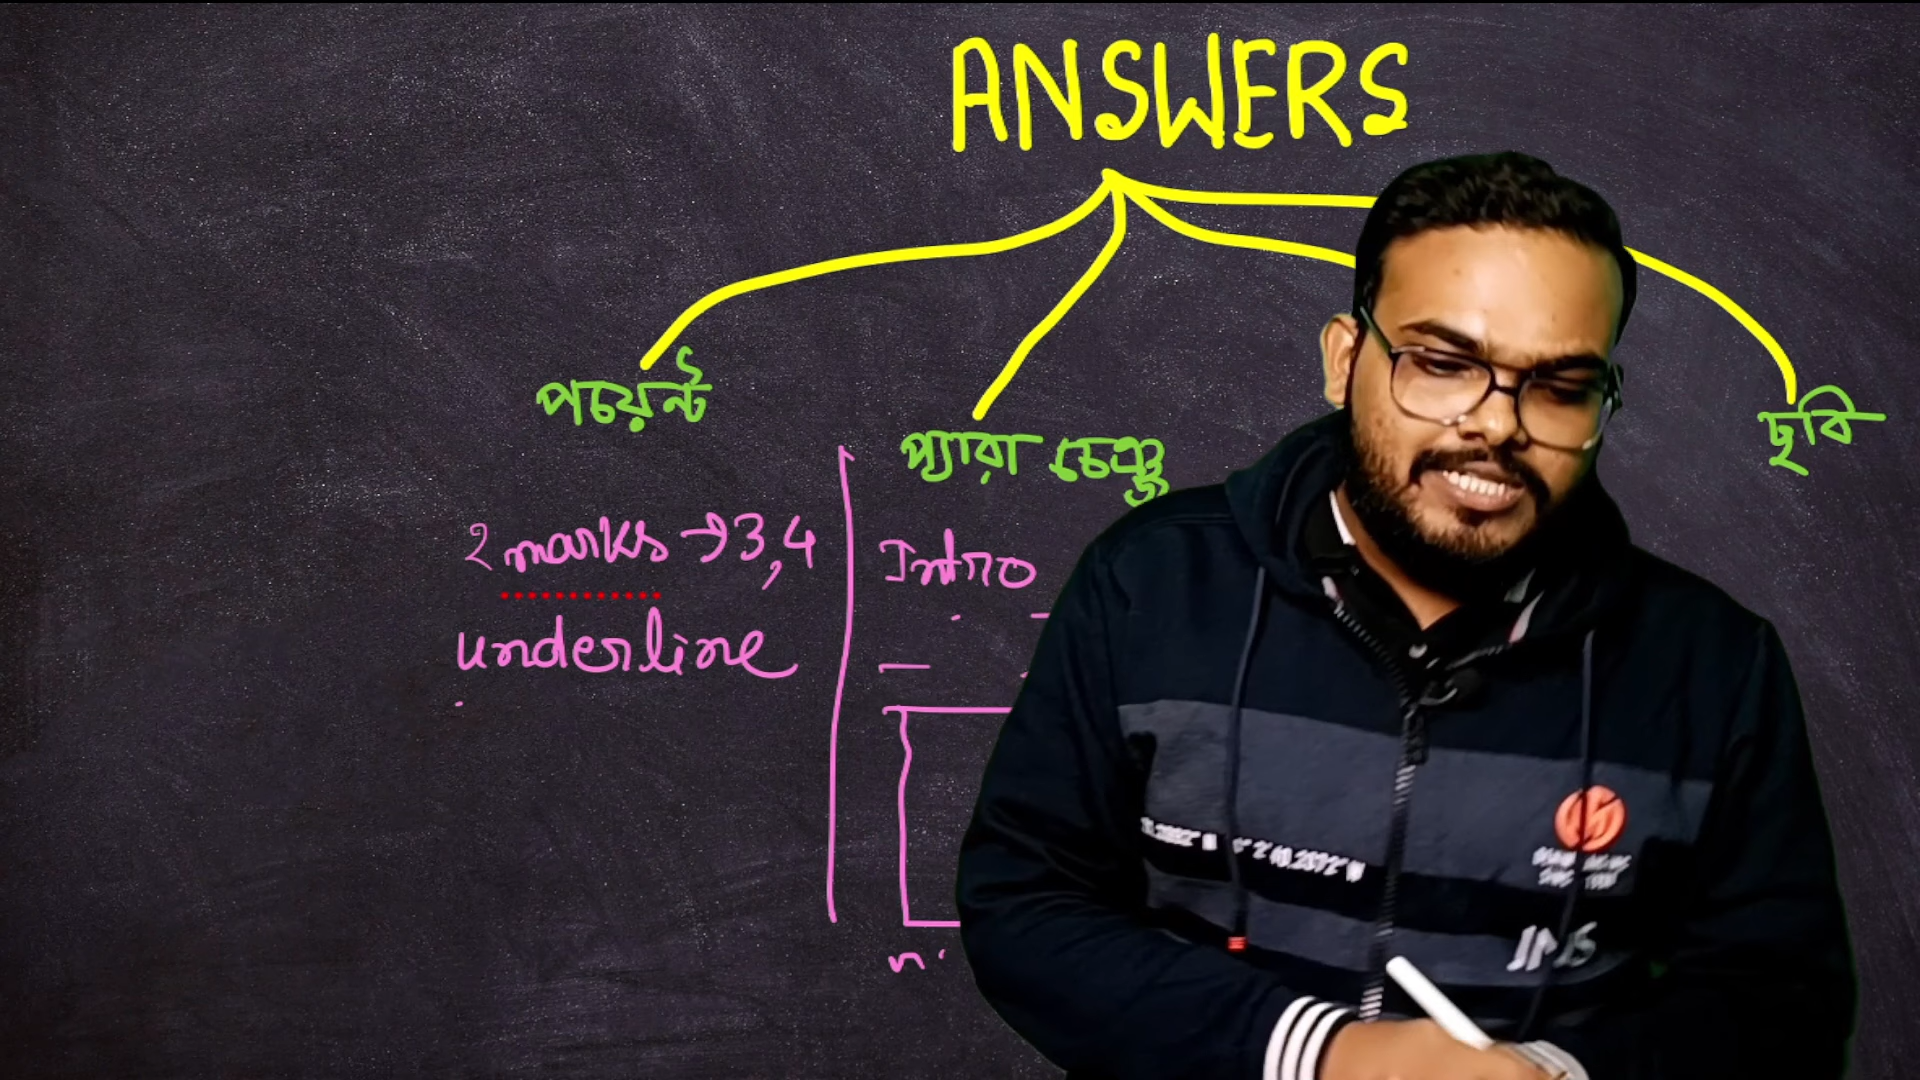 ANSWERS
পয়েন্ট
প্যারা চেঞ্জ
ছবি
2 marks → 3,4
underline
Intro